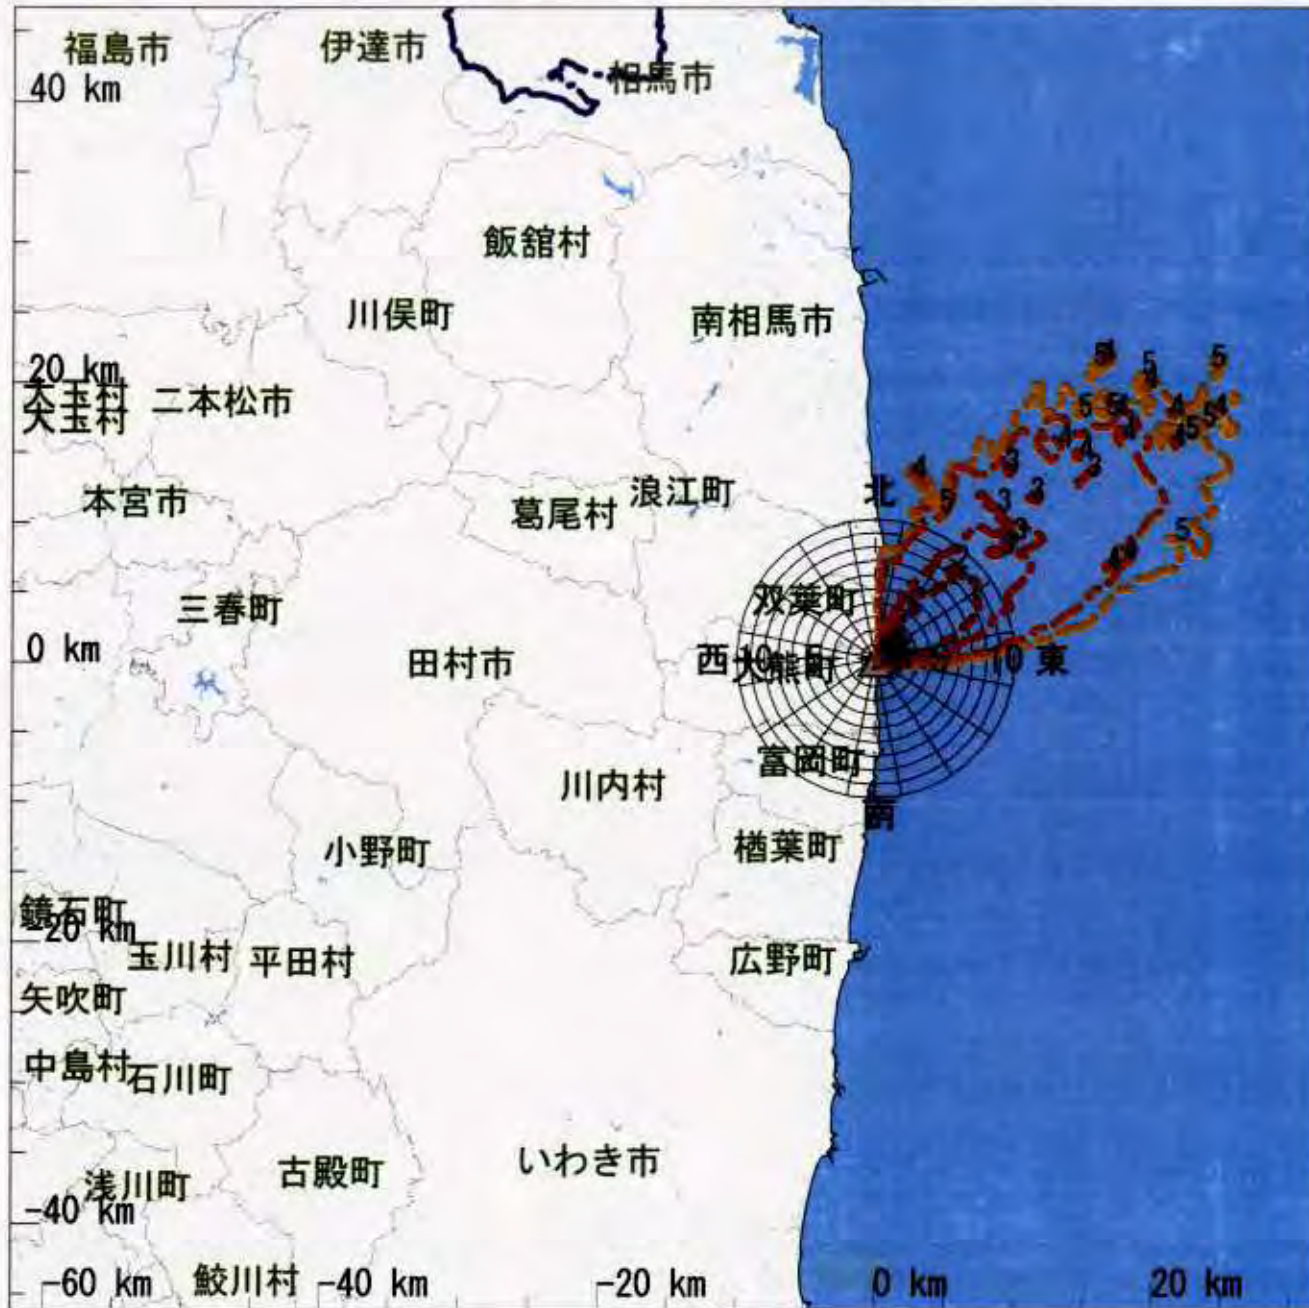 福島市
伊達市
相馬市
40 km
飯舘村
川俣町
南相馬市
20 km
大玉村
大玉村
二本松市
本宮市
葛尾村
浪江町
北
三春町
双葉町
0 km
田村市
西
10
大熊町
10
東
川内村
富岡町
南
小野町
楢葉町
鏡石町
-20 km
玉川村
平田村
広野町
矢吹町
中島村
石川町
浅川町
古殿町
いわき市
-40 km
-60 km
鮫川村
-40 km
-20 km
0 km
20 km